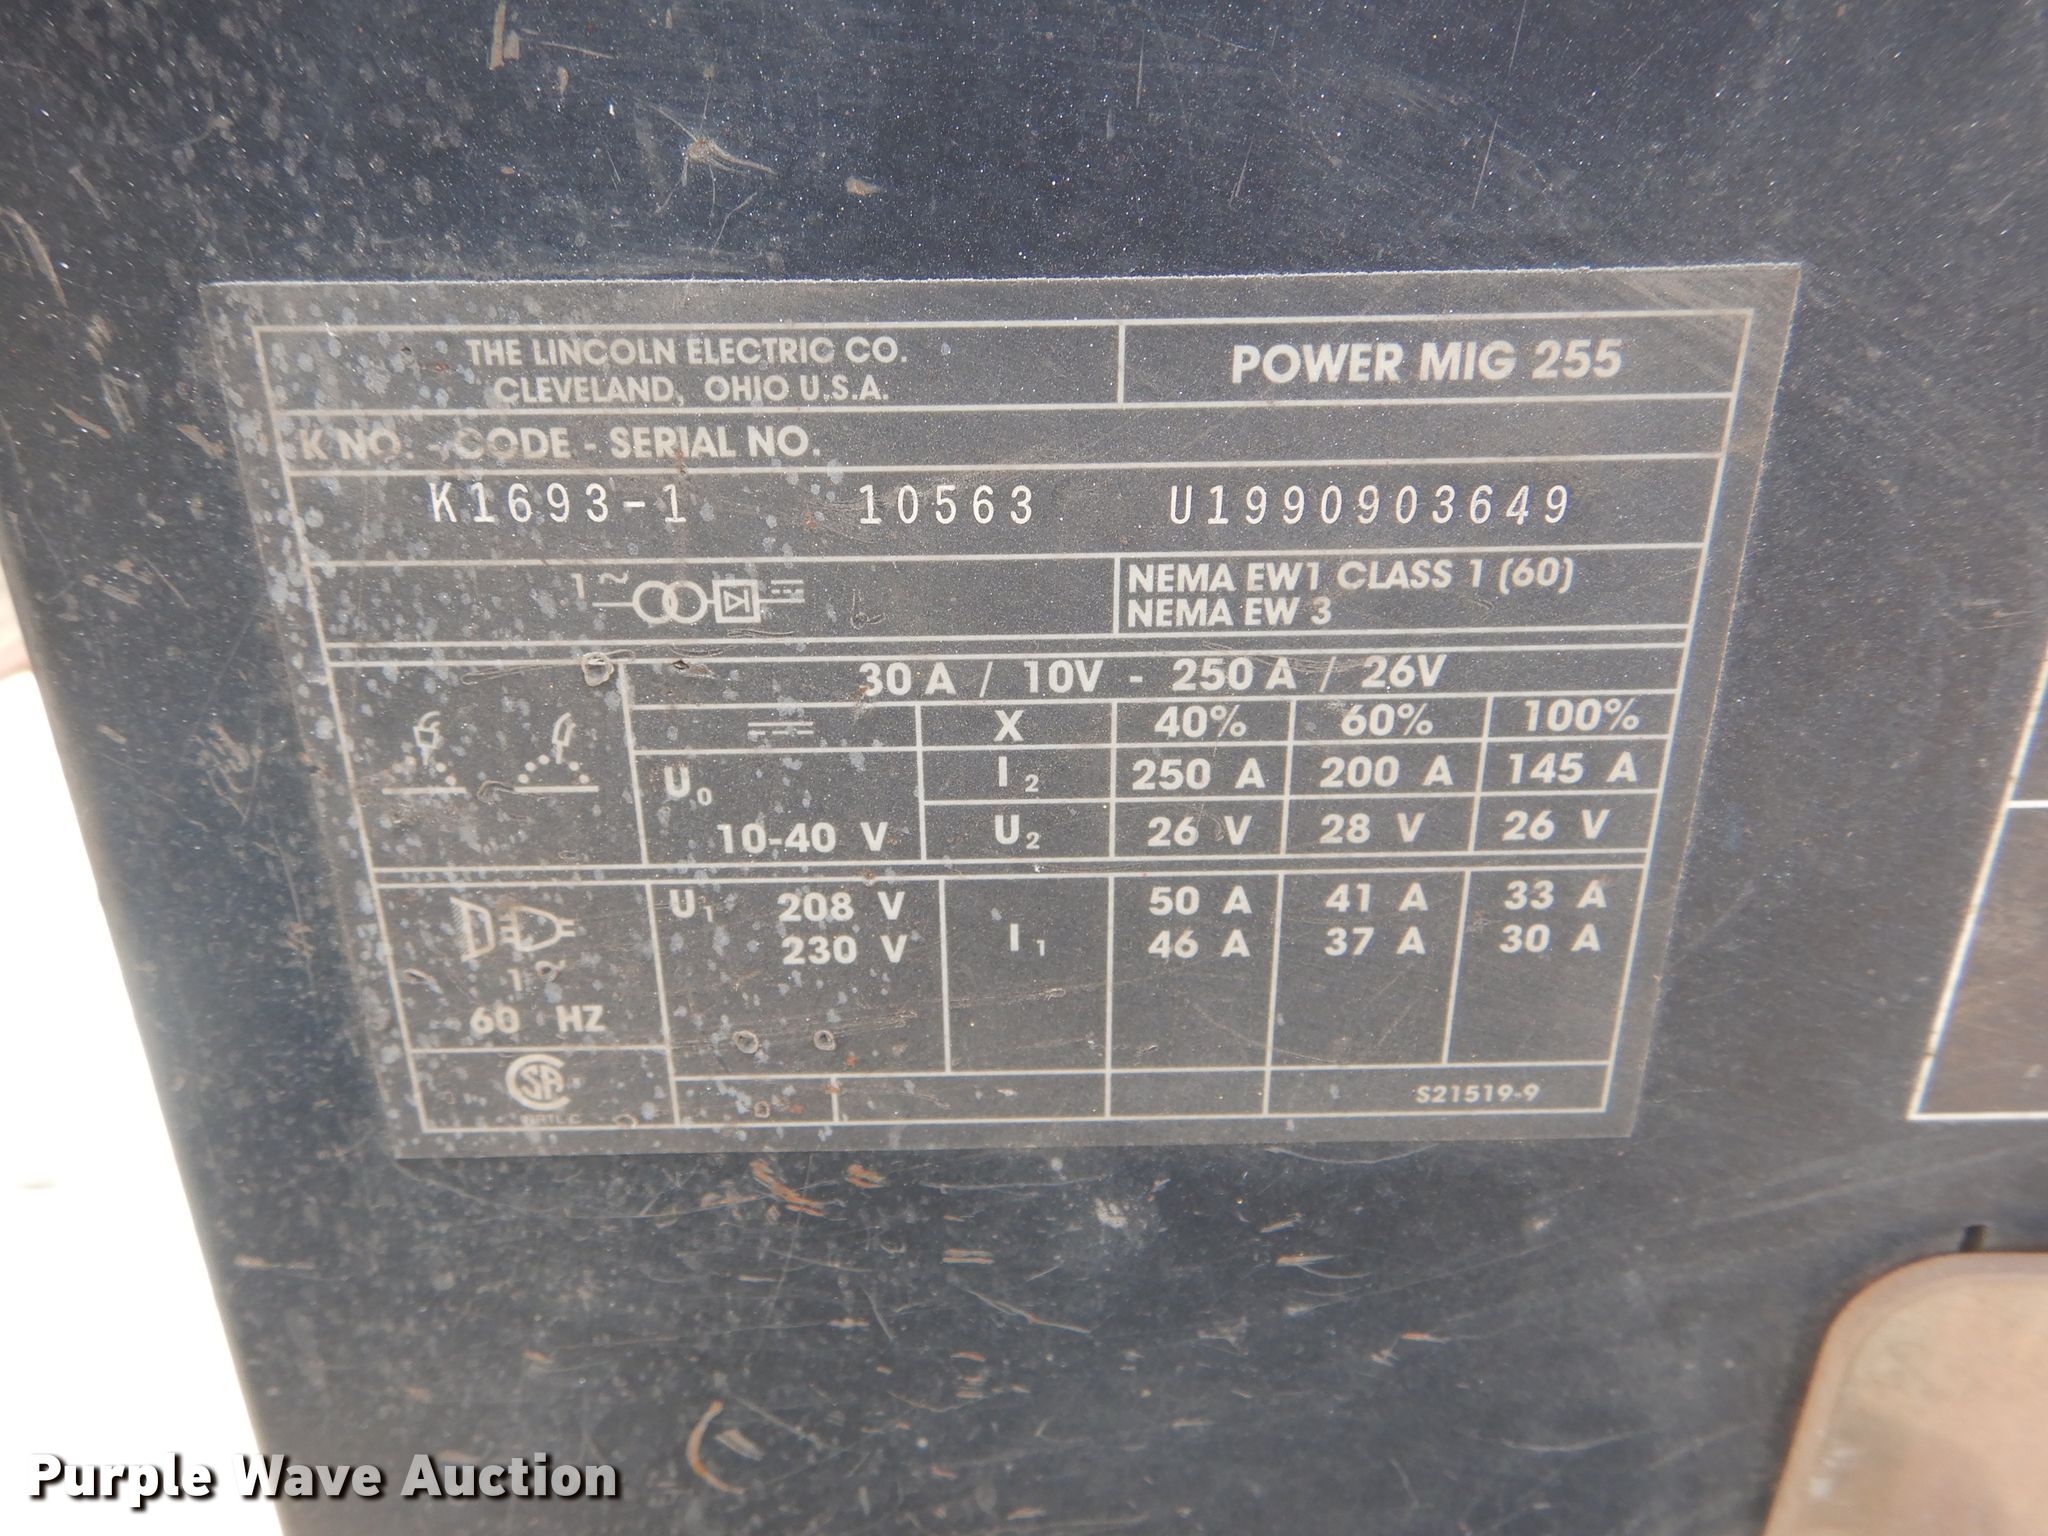 THE LINCOLN ELECTRIC CO.
CLEVELAND, OHIO U.S.A.
POWER MIG 255
K NO. - CODE - SERIAL NO.
K1693-1 10563 U1990903649
1~
NEMA EW1 CLASS 1 (60)
NEMA EW 3
30 A / 10V - 250 A / 26V
X 40% 60% 100%
U0 10-40 V
I2 250 A 200 A 145 A
U2 26 V 28 V 26 V
1~
60 HZ
U1 208 V
230 V
I1
50 A 41 A 33 A
46 A 37 A 30 A
CSA
S21519-9
Purple Wave Auction